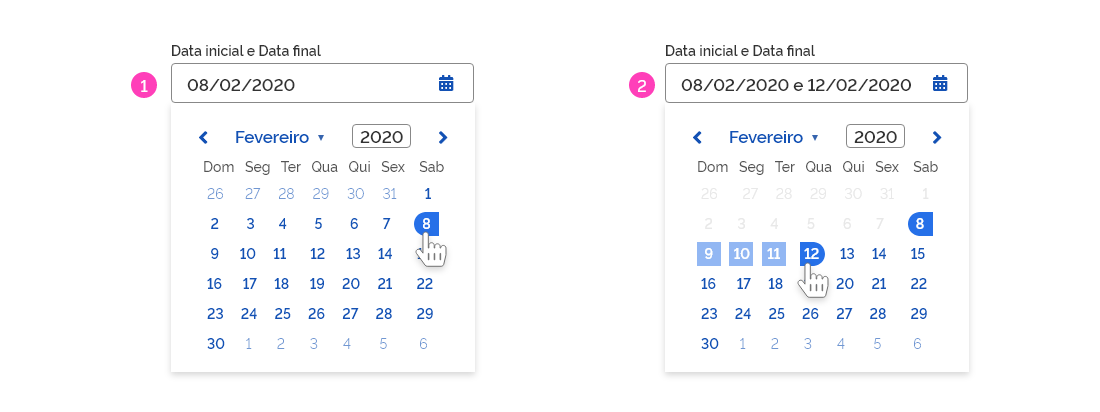 Data inicial e Data final
1
08/02/2020
Fevereiro ▾ 2020
Dom Seg Ter Qua Qui Sex Sab
26 27 28 29 30 31 1
2 3 4 5 6 7 8
9 10 11 12 13 14
16 17 18 19 20 21 22
23 24 25 26 27 28 29
30 1 2 3 4 5 6
Data inicial e Data final
2
08/02/2020 e 12/02/2020
Fevereiro ▾ 2020
Dom Seg Ter Qua Qui Sex Sab
26 27 28 29 30 31 1
2 3 4 5 6 7 8
9 10 11 12 13 14 15
16 17 18 20 21 22
23 24 25 26 27 28 29
30 1 2 3 4 5 6